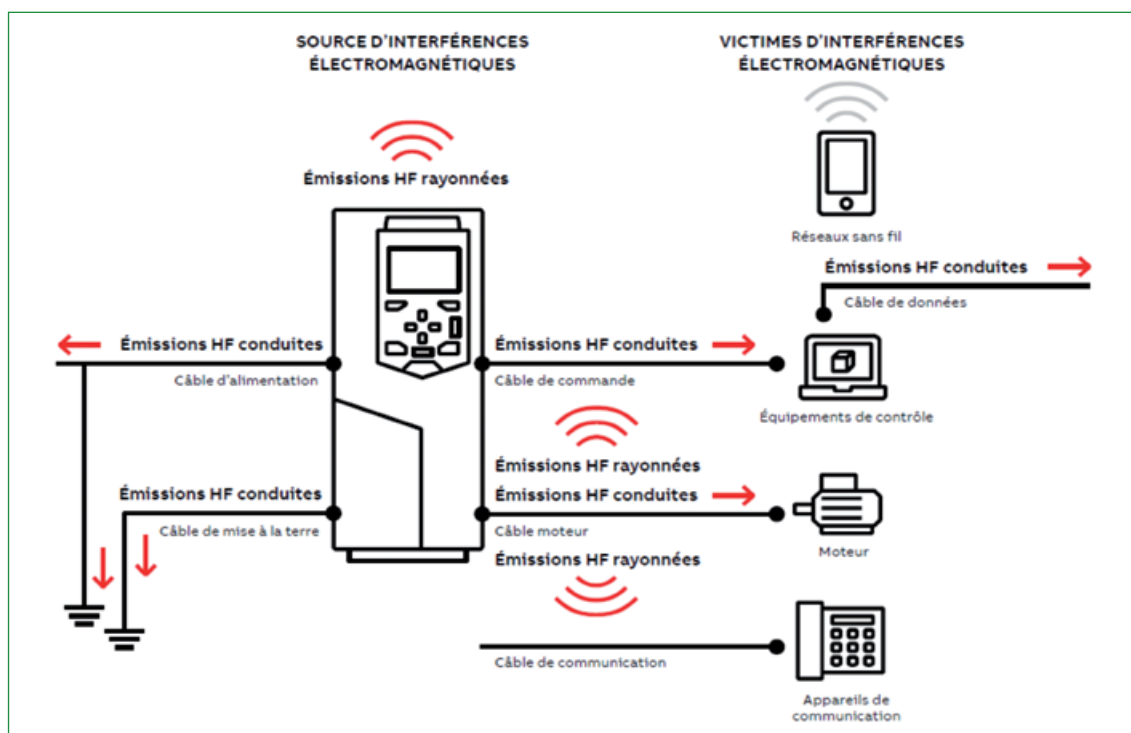 SOURCE D'INTERFÉRENCES
ÉLECTROMAGNÉTIQUES
VICTIMES D'INTERFÉRENCES
ÉLECTROMAGNÉTIQUES
Émissions HF rayonnées
Réseaux sans fil
Émissions HF conduites
Câble de données
Émissions HF conduites
Câble d'alimentation
Émissions HF conduites
Câble de commande
Équipements de contrôle
Émissions HF rayonnées
Émissions HF conduites
Câble de mise à la terre
Émissions HF conduites
Câble moteur
Moteur
Émissions HF rayonnées
Câble de communication
Appareils de
communication